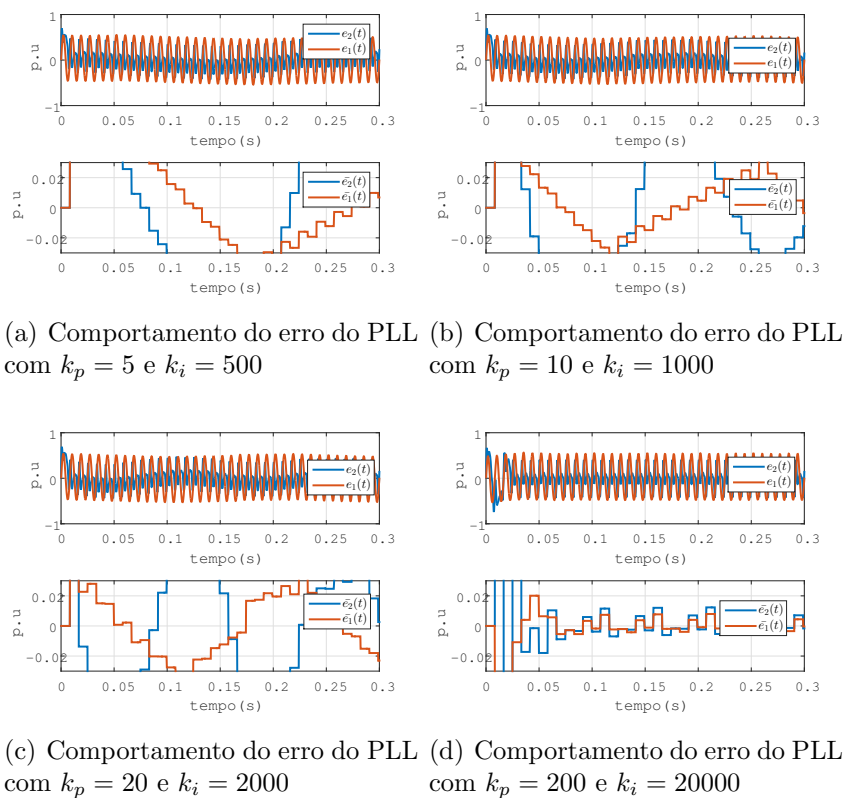 1
0
−1
p.u
e₂(t)
e₁(t)
0 0.05 0.1 0.15 0.2 0.25 0.3
tempo(s)
0.02
0
−0.02
p.u
ē₂(t)
ē₁(t)
0 0.05 0.1 0.15 0.2 0.25 0.3
tempo(s)
(a) Comportamento do erro do PLL
com kₚ = 5 e kᵢ = 500
1
0
−1
p.u
e₂(t)
e₁(t)
0 0.05 0.1 0.15 0.2 0.25 0.3
tempo(s)
0.02
0
−0.02
p.u
ē₂(t)
ē₁(t)
0 0.05 0.1 0.15 0.2 0.25 0.3
tempo(s)
(b) Comportamento do erro do PLL
com kₚ = 10 e kᵢ = 1000
1
0
−1
p.u
e₂(t)
e₁(t)
0 0.05 0.1 0.15 0.2 0.25 0.3
tempo(s)
0.02
0
−0.02
p.u
ē₂(t)
ē₁(t)
0 0.05 0.1 0.15 0.2 0.25 0.3
tempo(s)
(c) Comportamento do erro do PLL
com kₚ = 20 e kᵢ = 2000
1
0
−1
p.u
e₂(t)
e₁(t)
0 0.05 0.1 0.15 0.2 0.25 0.3
tempo(s)
0.02
0
−0.02
p.u
ē₂(t)
ē₁(t)
0 0.05 0.1 0.15 0.2 0.25 0.3
tempo(s)
(d) Comportamento do erro do PLL
com kₚ = 200 e kᵢ = 20000